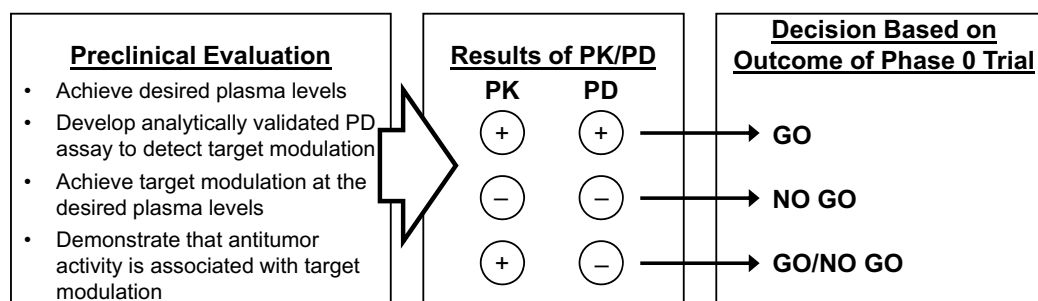 Preclinical Evaluation
• Achieve desired plasma levels
• Develop analytically validated PD
assay to detect target modulation
• Achieve target modulation at the
desired plasma levels
• Demonstrate that antitumor
activity is associated with target
modulation
Results of PK/PD
PK PD
+ +
– –
+ –
Decision Based on
Outcome of Phase 0 Trial
GO
NO GO
GO/NO GO